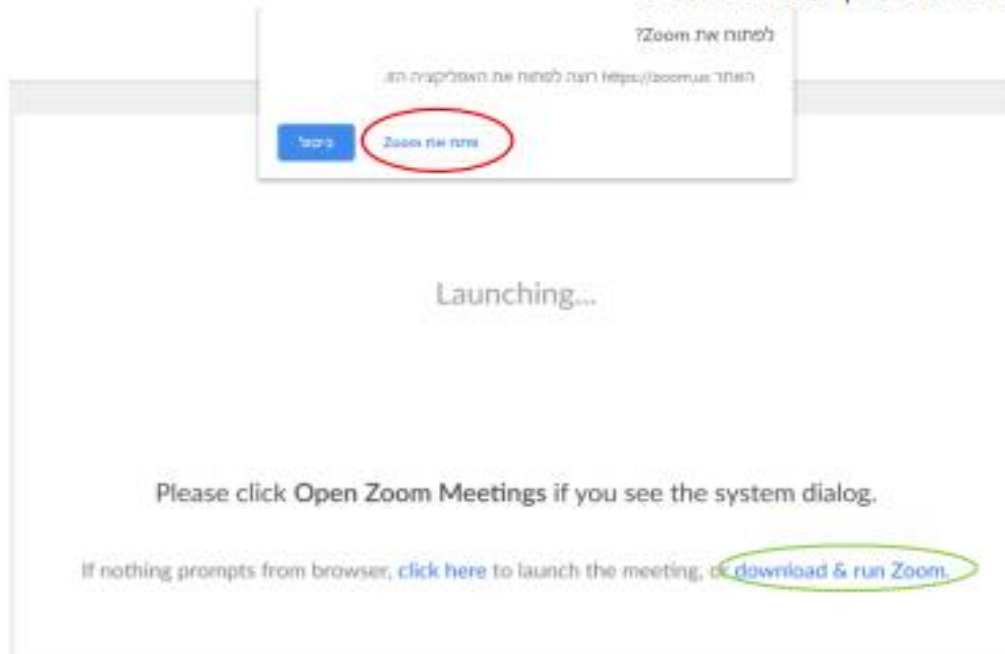 לפתוח את Zoom?
האתר https://zoom.us רוצה לפתוח את האפליקציה הזו.
פתח את Zoom
ביטול
Launching...
Please click Open Zoom Meetings if you see the system dialog.
If nothing prompts from browser, click here to launch the meeting, or download & run Zoom.